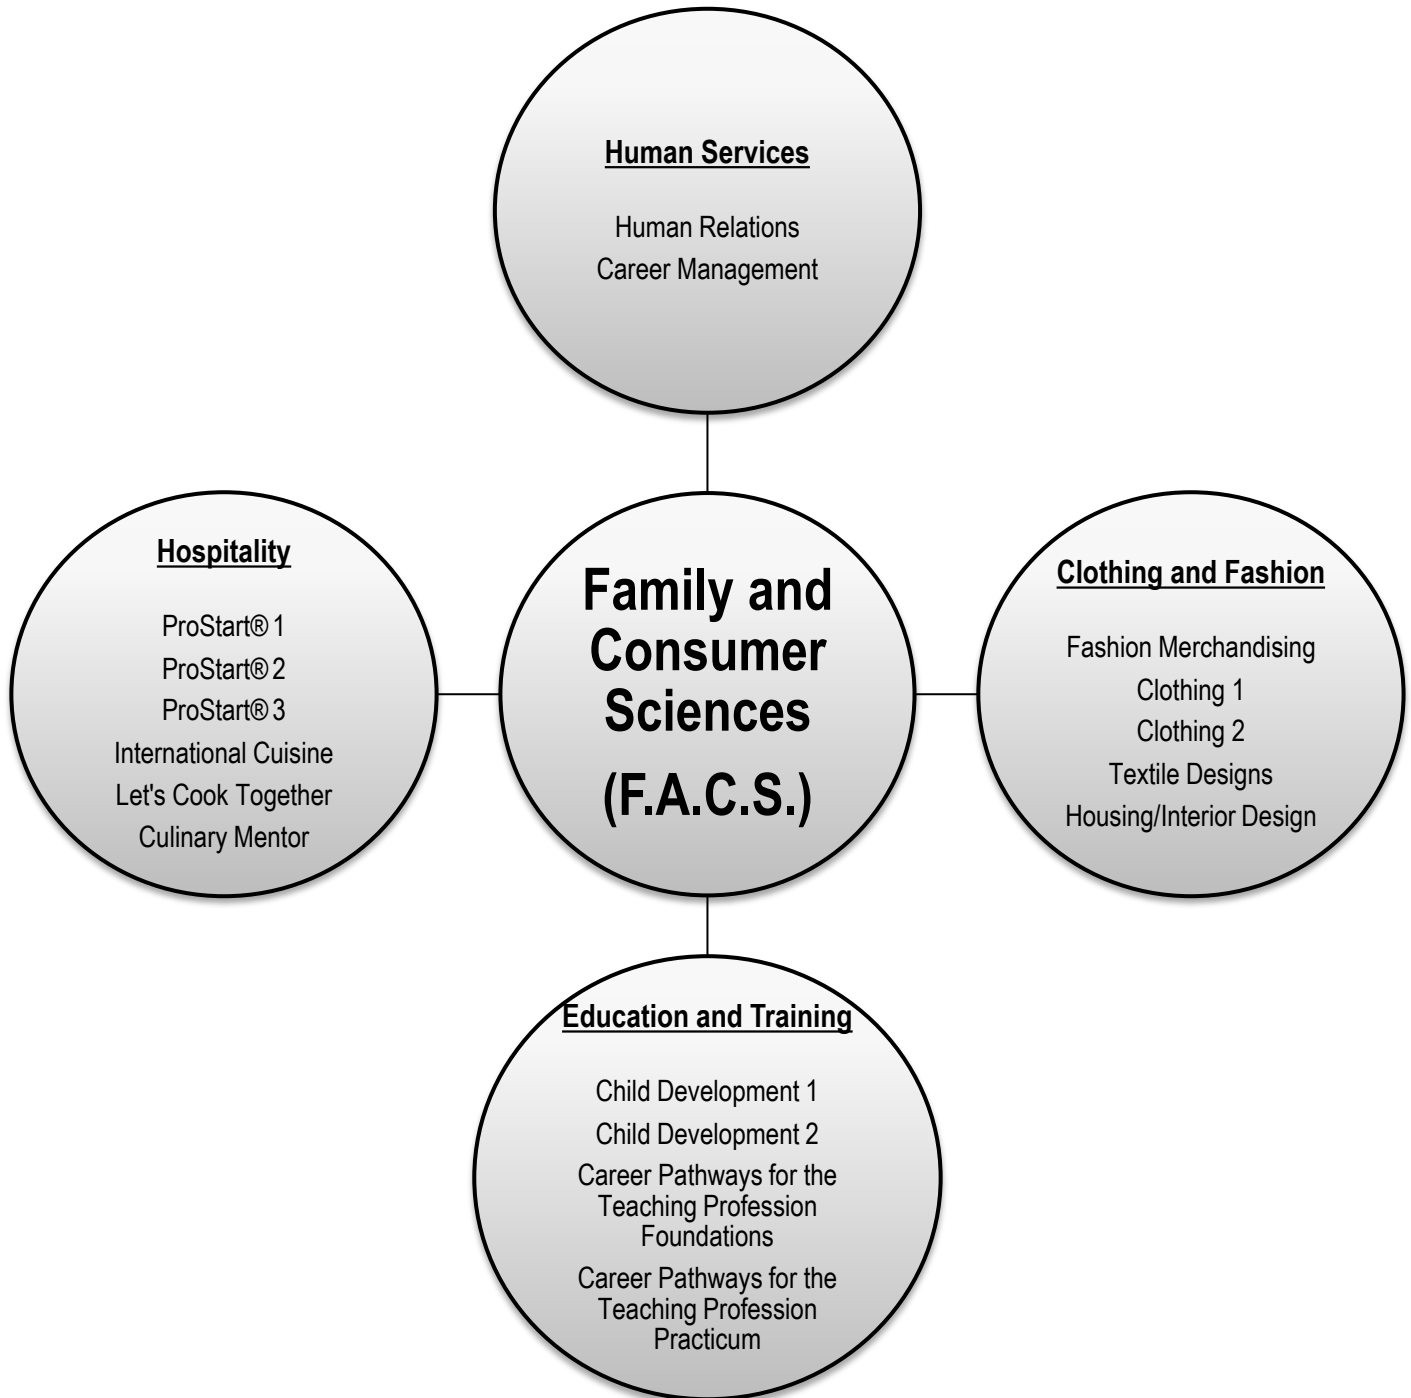 Human Services
Human Relations
Career Management
Hospitality
ProStart® 1
ProStart® 2
ProStart® 3
International Cuisine
Let's Cook Together
Culinary Mentor
Family and
Consumer
Sciences
(F.A.C.S.)
Clothing and Fashion
Fashion Merchandising
Clothing 1
Clothing 2
Textile Designs
Housing/Interior Design
Education and Training
Child Development 1
Child Development 2
Career Pathways for the
Teaching Profession
Foundations
Career Pathways for the
Teaching Profession
Practicum